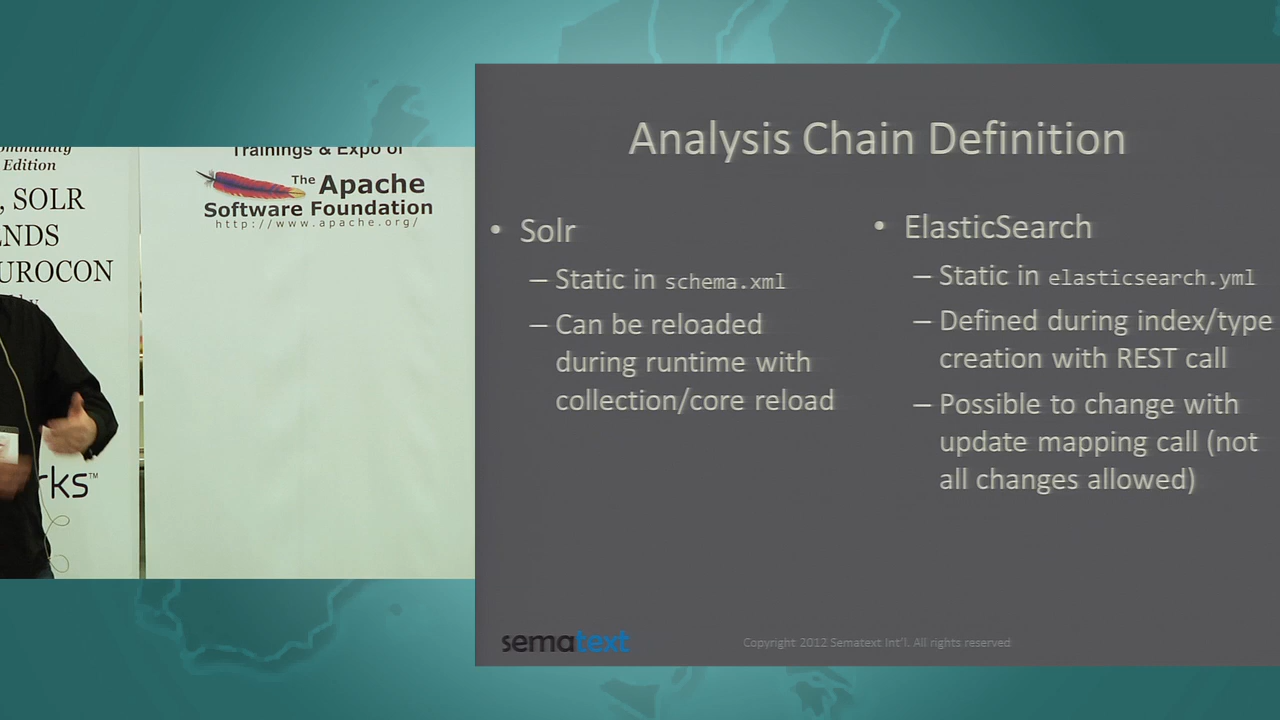 Edition
, SOLR
UROCON
rks™
Trainings & Expo of
The Apache
Software Foundation
http://www.apache.org/
Analysis Chain Definition
• Solr
– Static in schema.xml
– Can be reloaded
during runtime with
collection/core reload
• ElasticSearch
– Static in elasticsearch.yml
– Defined during index/type
creation with REST call
– Possible to change with
update mapping call (not
all changes allowed)
sematext
Copyright 2012 Sematext Int'l. All rights reserved